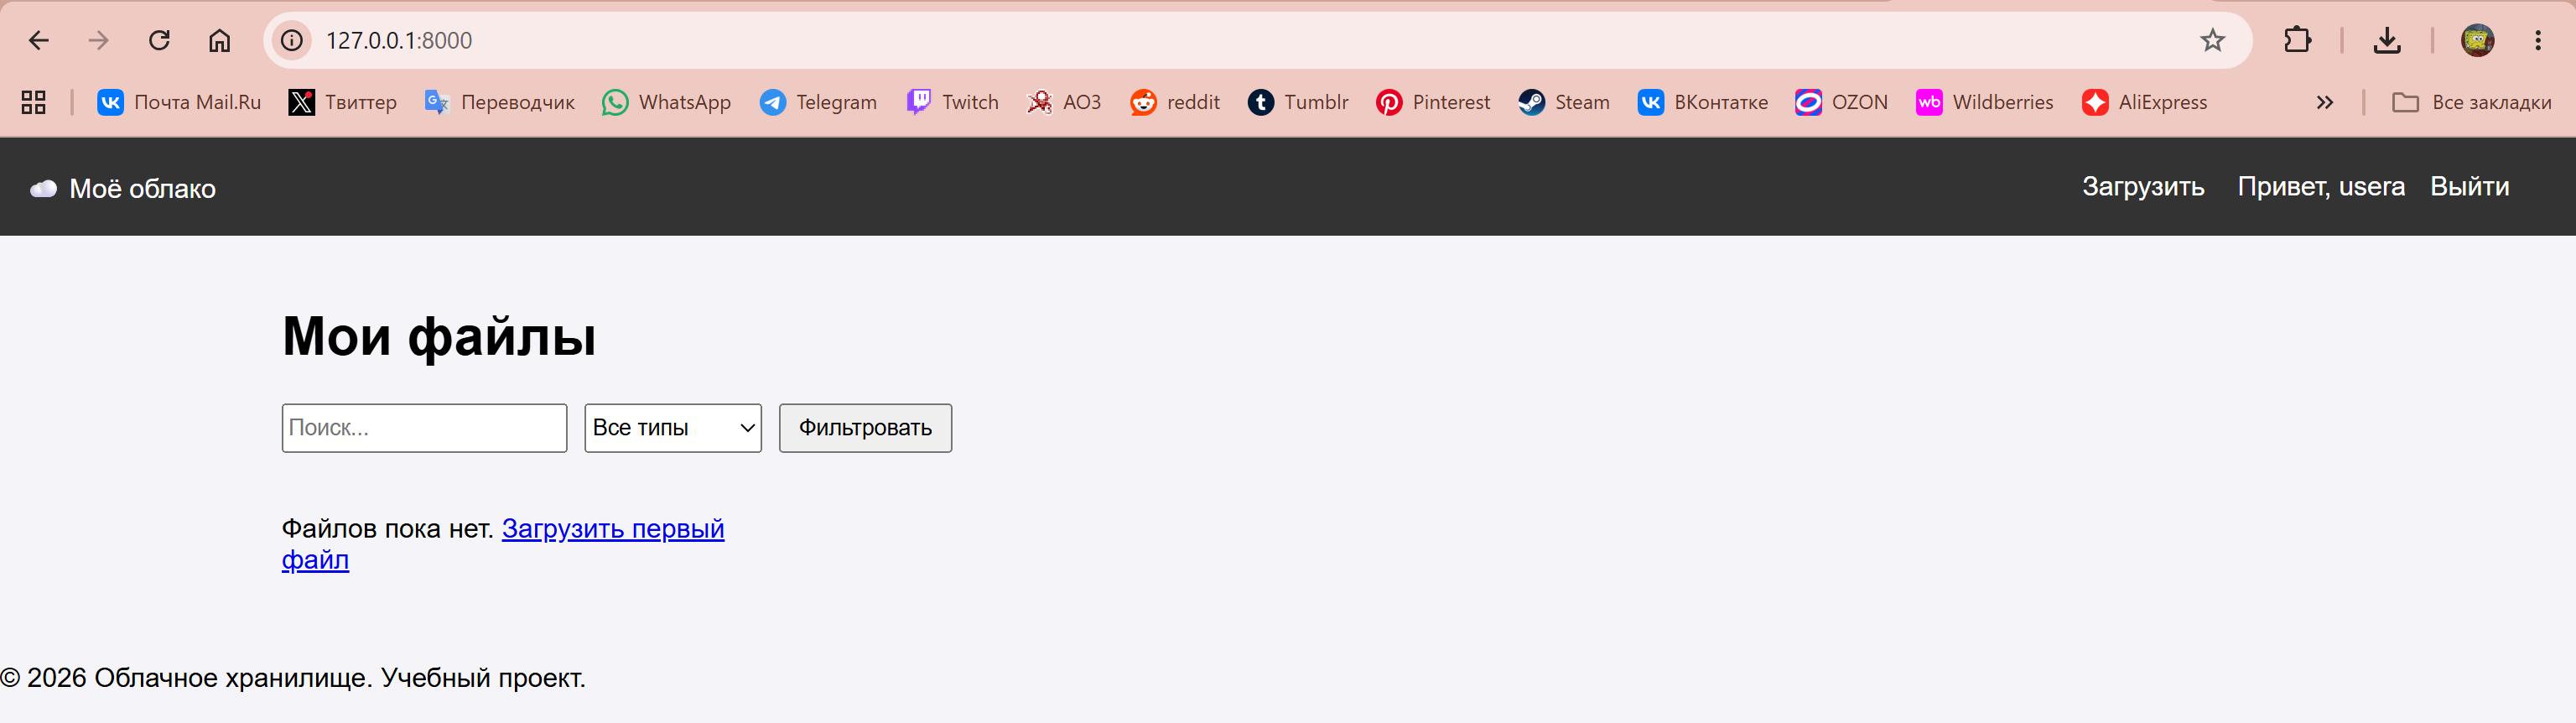 127.0.0.1:8000
Почта Mail.Ru Твиттер Переводчик WhatsApp Telegram Twitch AO3 reddit Tumblr Pinterest Steam ВКонтатке OZON Wildberries AliExpress Все закладки
Моё облако Загрузить Привет, usera Выйти
Мои файлы
Поиск... Все типы Фильтровать
Файлов пока нет. Загрузить первый
файл
© 2026 Облачное хранилище. Учебный проект.